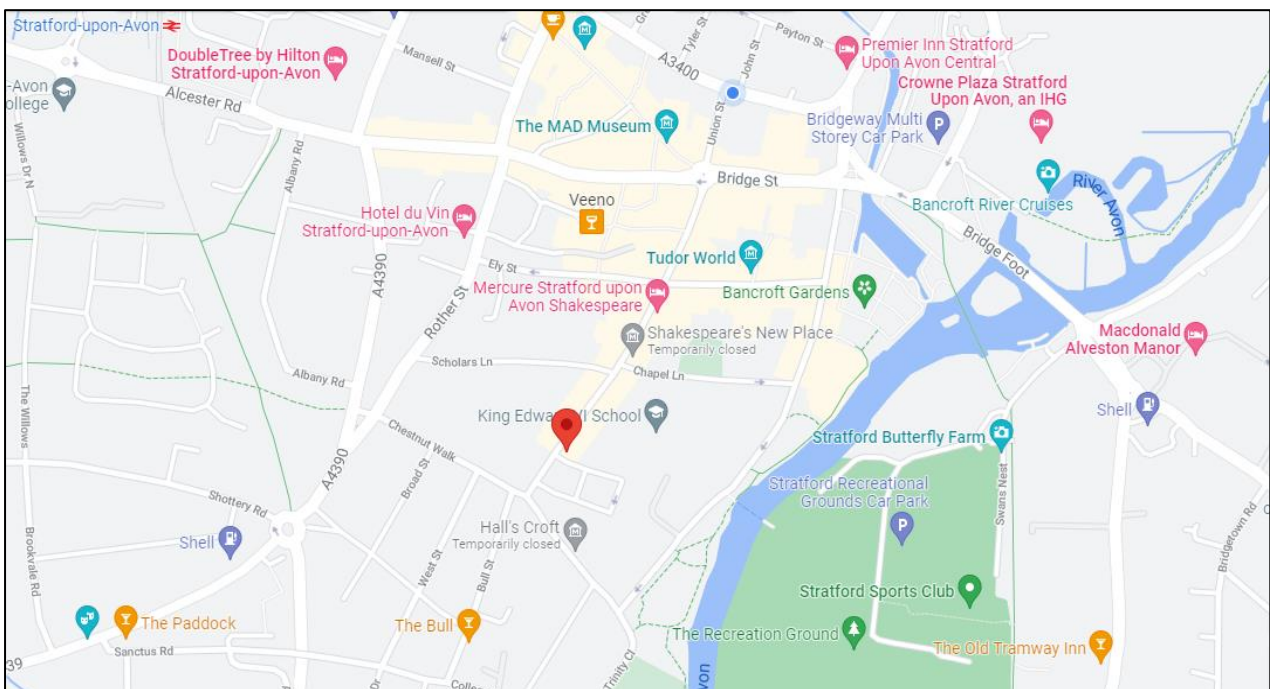 Stratford-upon-Avon
DoubleTree by Hilton
Stratford-upon-Avon
Mansell St
Tyler St
A3400
John St
Payton St
Premier Inn Stratford
Upon Avon Central
Crowne Plaza Stratford
Upon Avon, an IHG
-Avon
ollege
Alcester Rd
Willows Dr N
Albany Rd
The MAD Museum
Union St
Bridgeway Multi
Storey Car Park
P
Bridge St
River Avon
Bancroft River Cruises
Hotel du Vin
Stratford-upon-Avon
Veeno
A4390
Rother St
Ely St
Tudor World
Bridge Foot
Mercure Stratford upon
Avon Shakespeare
Bancroft Gardens
Shakespeare's New Place
Temporarily closed
Macdonald
Alveston Manor
Scholars Ln
Chapel Ln
Albany Rd
The Willows
King Edwar VI School
Shell
Chestnut Walk
Broad St
Stratford Butterfly Farm
A4390
Stratford Recreational
Grounds Car Park
P
Swans Nest
Shottery Rd
Shell
Hall's Croft
Temporarily closed
Bridgetown Rd
Brookvale Rd
West St
Bull St
Stratford Sports Club
The Paddock
The Bull
The Recreation Ground
The Old Tramway Inn
Sanctus Rd
39
Trinity Cl
von